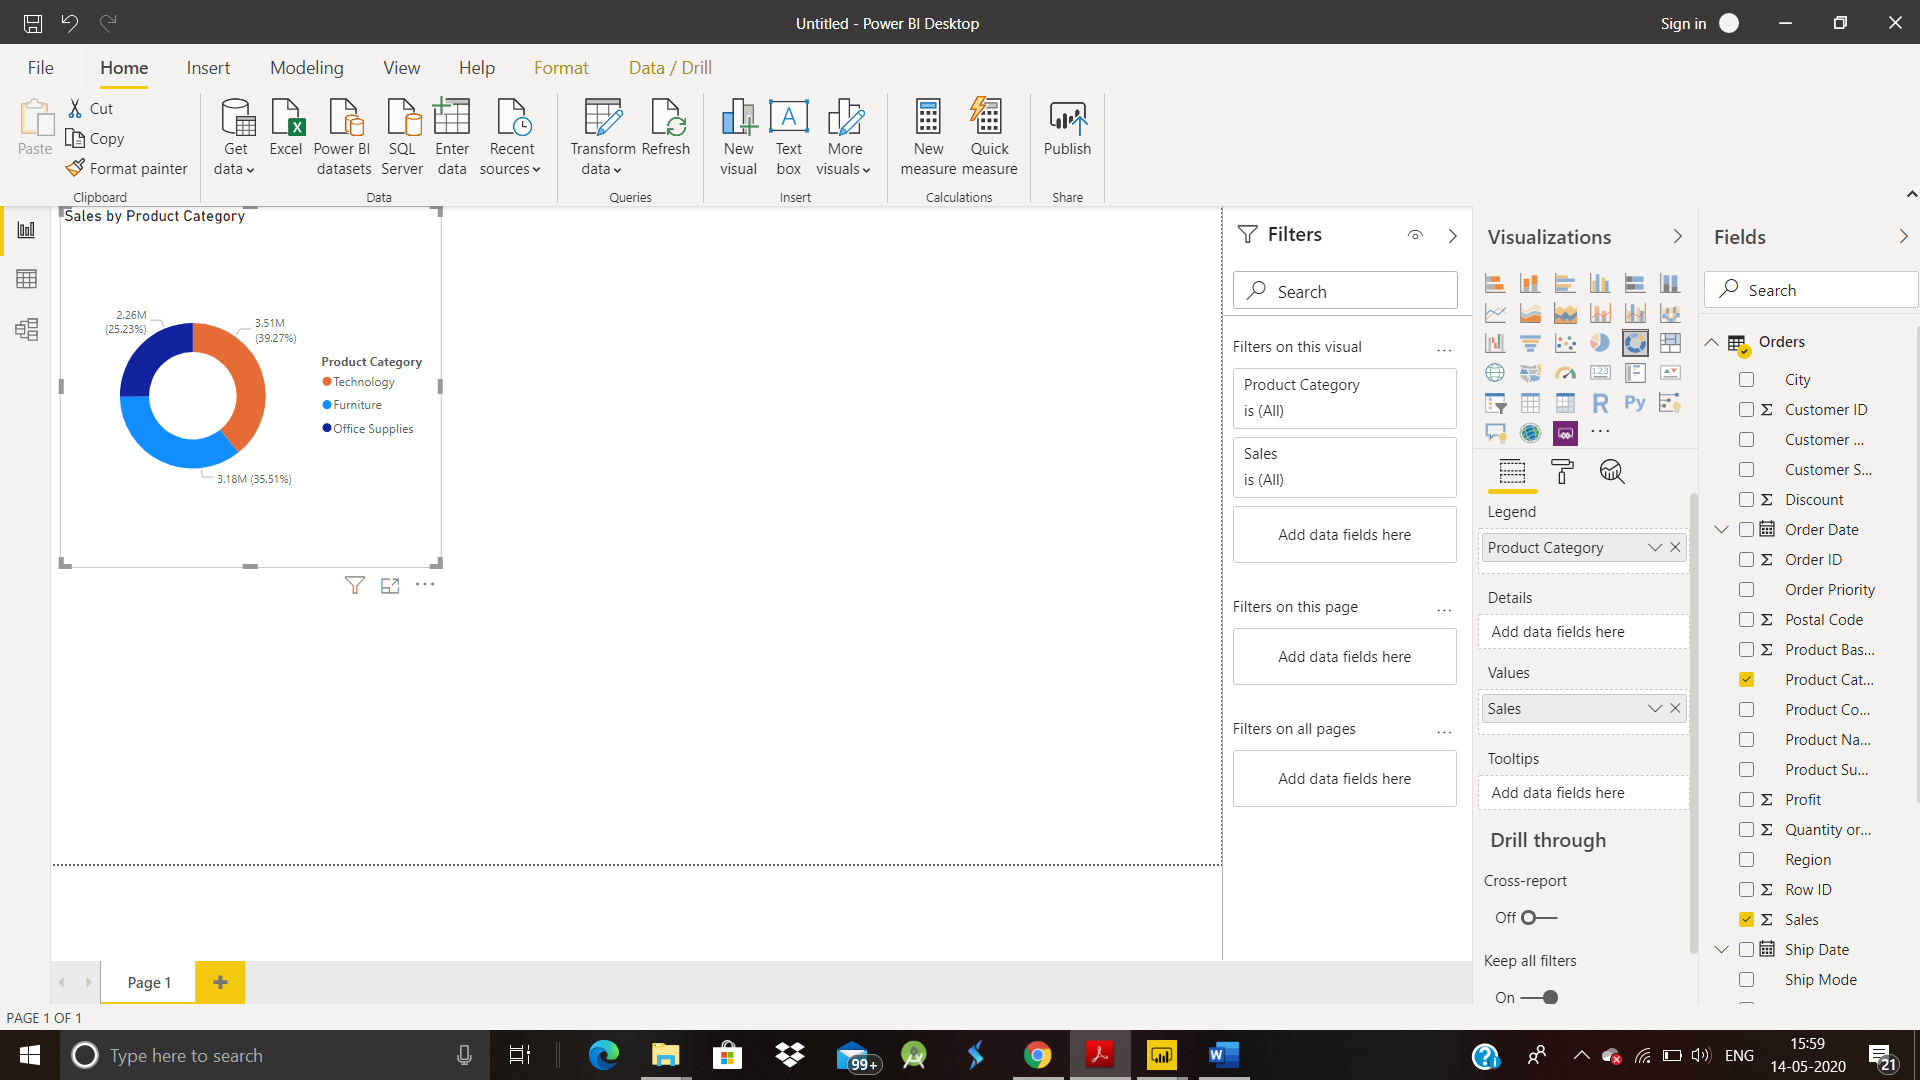 Untitled - Power BI Desktop
Sign in
File Home Insert Modeling View Help Format Data / Drill
Paste
Cut
Copy
Format painter
Clipboard
Get data
Excel
Power BI datasets
SQL Server
Enter data
Recent sources
Data
Transform data
Refresh
Queries
New visual
Text box
More visuals
Insert
New measure
Quick measure
Calculations
Publish
Share
Sales by Product Category
2.26M
(25.23%)
3.51M
(39.27%)
3.18M (35.51%)
Product Category
Technology
Furniture
Office Supplies
Filters
Search
Filters on this visual
...
Product Category
is (All)
Sales
is (All)
Add data fields here
Filters on this page
...
Add data fields here
Filters on all pages
...
Add data fields here
Visualizations
123
R
Py
...
Legend
Product Category
Details
Add data fields here
Values
Sales
Tooltips
Add data fields here
Drill through
Cross-report
Off
Keep all filters
On
Fields
Search
Orders
City
Σ Customer ID
Customer ...
Customer S...
Σ Discount
Order Date
Σ Order ID
Order Priority
Σ Postal Code
Σ Product Bas...
Product Cat...
Product Co...
Product Na...
Product Su...
Σ Profit
Σ Quantity or...
Region
Σ Row ID
Σ Sales
Ship Date
Ship Mode
Page 1
PAGE 1 OF 1
Type here to search
99+
ENG
15:59
14-05-2020
21